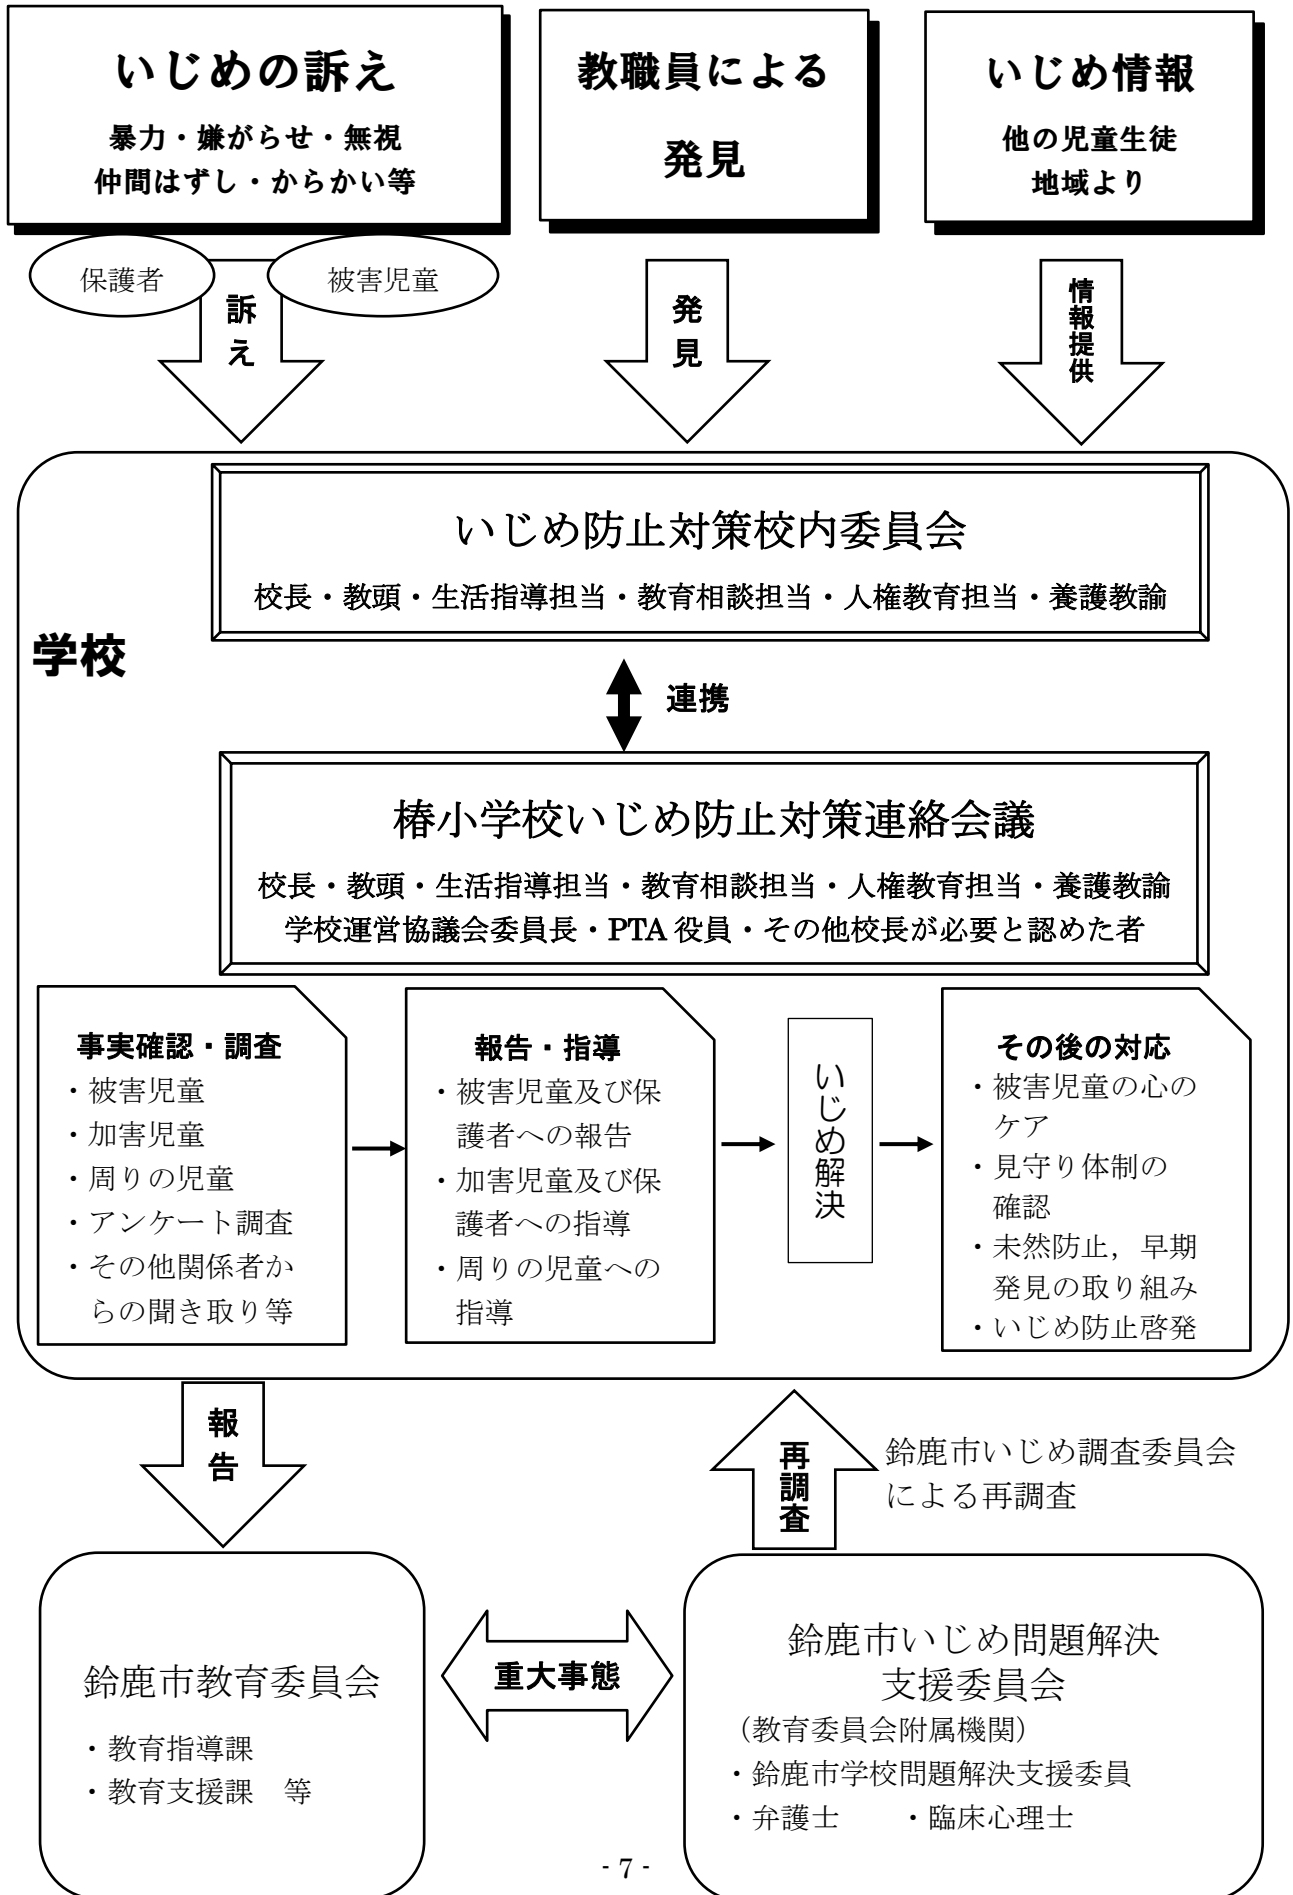 いじめの訴え
暴力・嫌がらせ・無視
仲間はずし・からかい等
教職員による
発見
いじめ情報
他の児童生徒
地域より
保護者
被害児童
訴え
発見
情報提供
学校
いじめ防止対策校内委員会
校長・教頭・生活指導担当・教育相談担当・人権教育担当・養護教諭
連携
椿小学校いじめ防止対策連絡会議
校長・教頭・生活指導担当・教育相談担当・人権教育担当・養護教諭
学校運営協議会委員長・PTA 役員・その他校長が必要と認めた者
事実確認・調査
・被害児童
・加害児童
・周りの児童
・アンケート調査
・その他関係者か
らの聞き取り等
報告・指導
・被害児童及び保
護者への報告
・加害児童及び保
護者への指導
・周りの児童への
指導
いじめ解決
その後の対応
・被害児童の心の
ケア
・見守り体制の
確認
・未然防止，早期
発見の取り組み
・いじめ防止啓発
報告
再調査
鈴鹿市いじめ調査委員会
による再調査
鈴鹿市教育委員会
・教育指導課
・教育支援課　等
重大事態
鈴鹿市いじめ問題解決
支援委員会
（教育委員会附属機関）
・鈴鹿市学校問題解決支援委員
・弁護士　　・臨床心理士
- 7 -